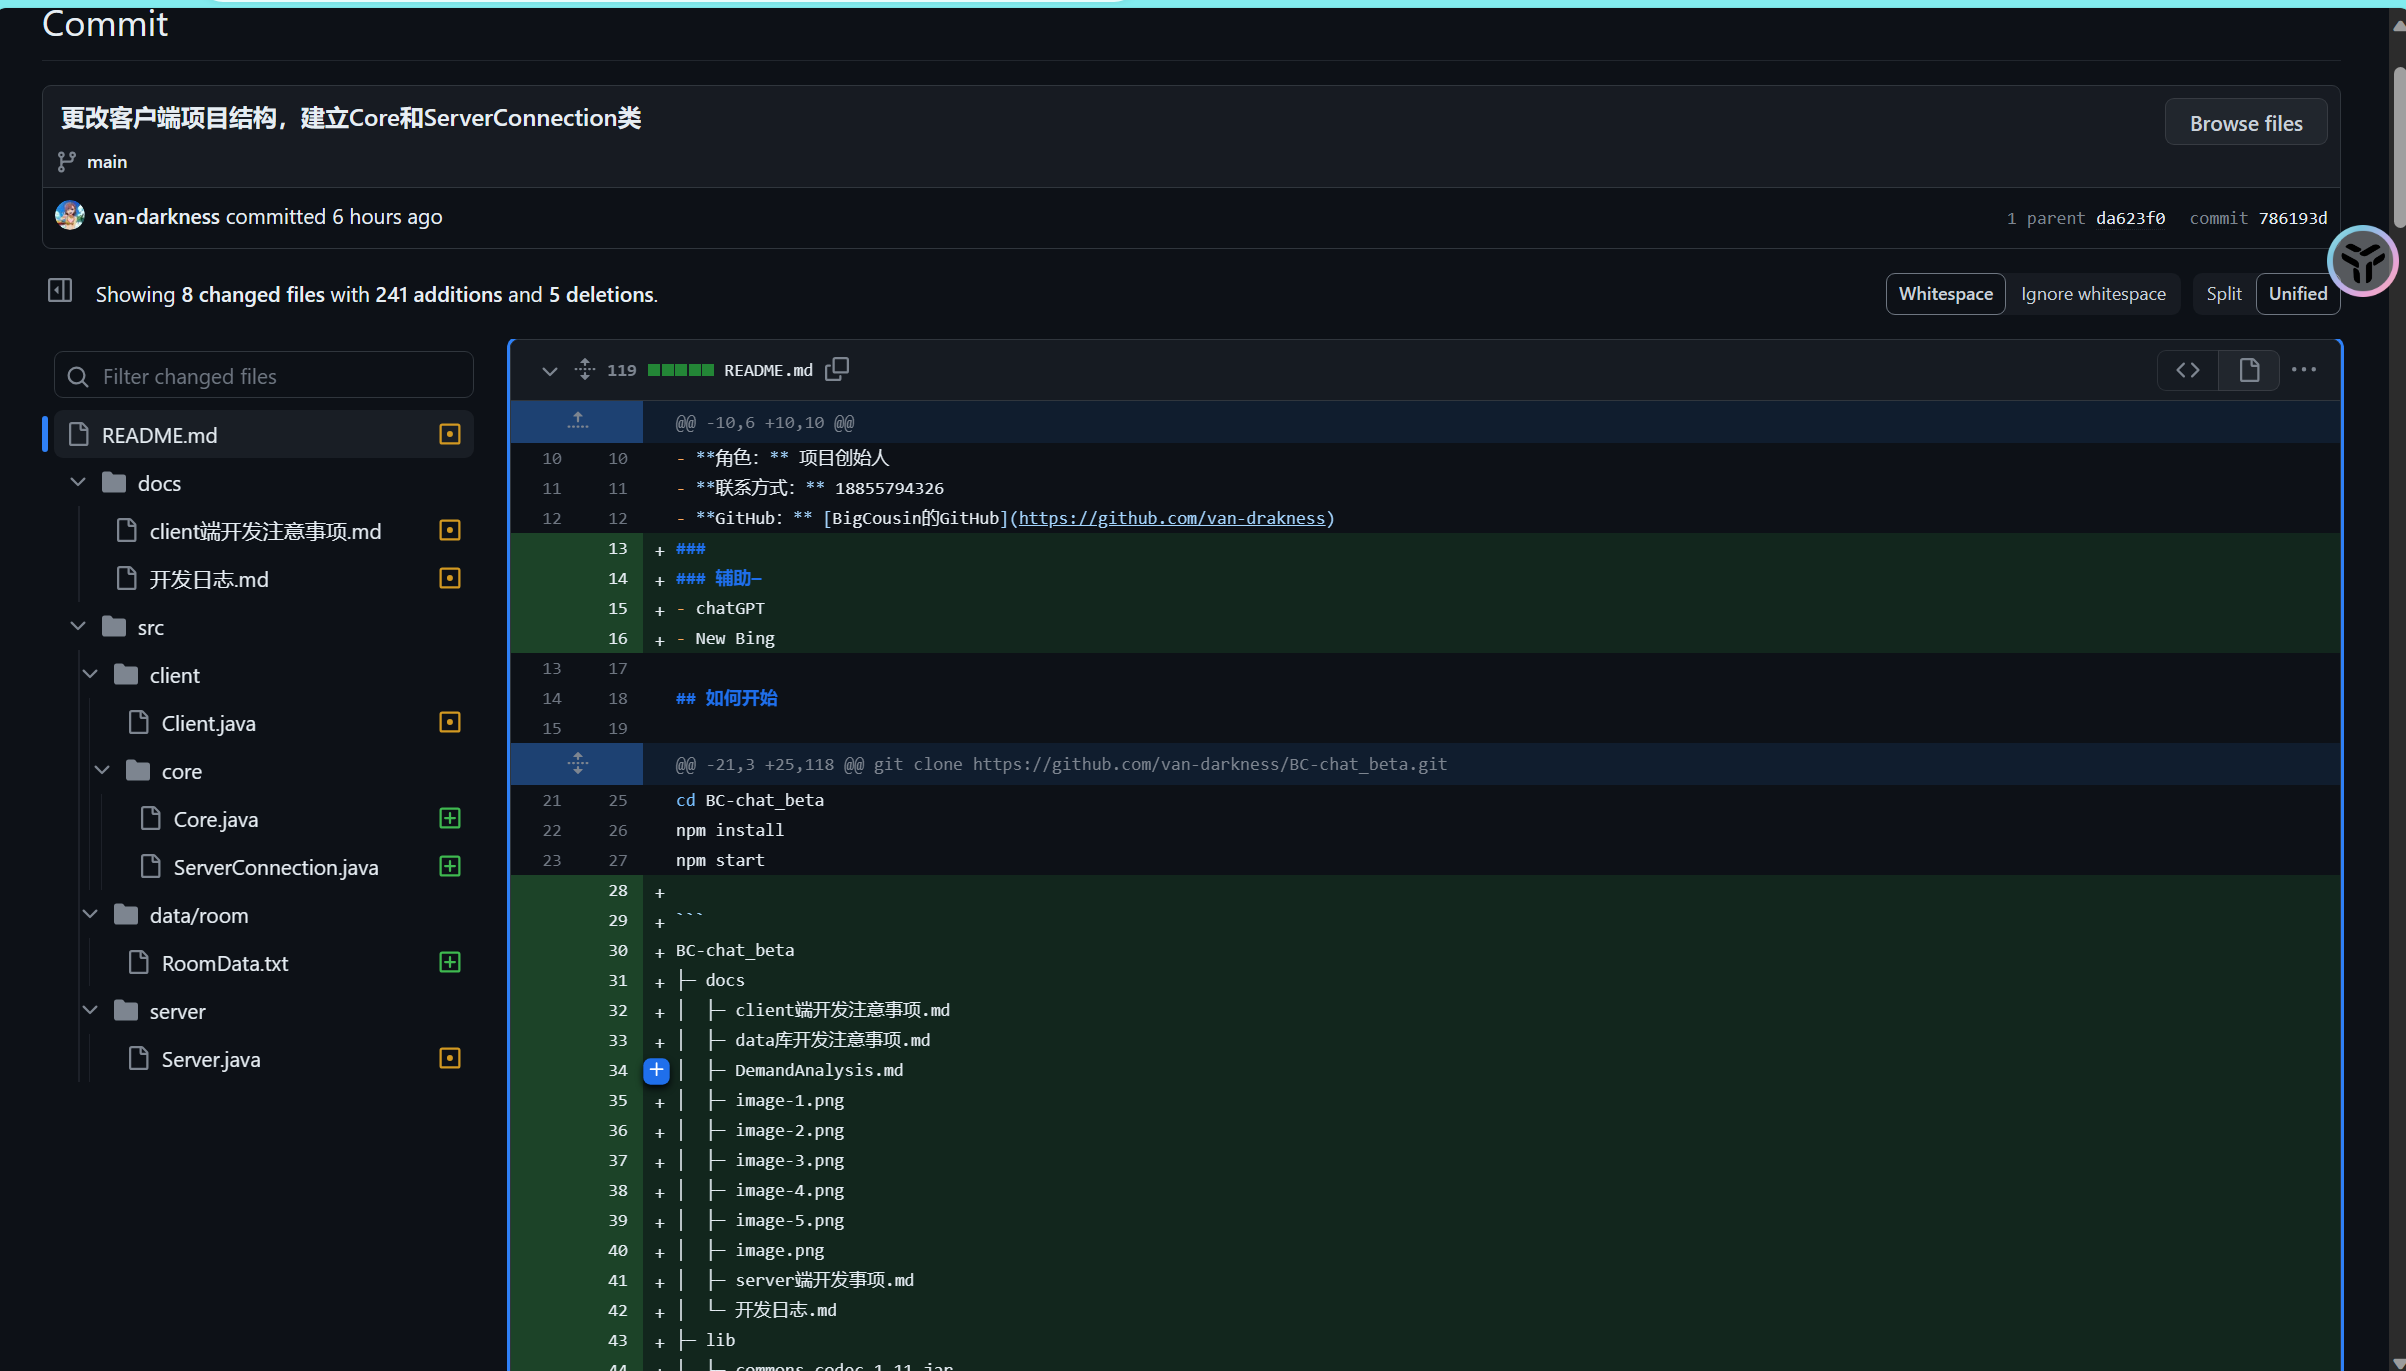 Commit
更改客户端项目结构，建立Core和ServerConnection类
Browse files
main
van-darkness committed 6 hours ago
1 parent da623f0 commit 786193d
Showing 8 changed files with 241 additions and 5 deletions.
Whitespace Ignore whitespace Split Unified
Filter changed files
README.md
docs
client端开发注意事项.md
开发日志.md
src
client
Client.java
core
Core.java
ServerConnection.java
data/room
RoomData.txt
server
Server.java
119 README.md
@@ -10,6 +10,10 @@
10 10 - **角色：** 项目创始人
11 11 - **联系方式：** 18855794326
12 12 - **GitHub：** [BigCousin的GitHub](https://github.com/van-drakness)
13 + ###
14 + ### 辅助—
15 + - chatGPT
16 + - New Bing
13 17
14 18 ## 如何开始
15 19
@@ -21,3 +25,118 @@ git clone https://github.com/van-darkness/BC-chat_beta.git
21 25 cd BC-chat_beta
22 26 npm install
23 27 npm start
28 +
29 + ```
30 + BC-chat_beta
31 + ├─ docs
32 + │  ├─ client端开发注意事项.md
33 + │  ├─ data库开发注意事项.md
34 + │  ├─ DemandAnalysis.md
35 + │  ├─ image-1.png
36 + │  ├─ image-2.png
37 + │  ├─ image-3.png
38 + │  ├─ image-4.png
39 + │  ├─ image-5.png
40 + │  ├─ image.png
41 + │  ├─ server端开发事项.md
42 + │  └─ 开发日志.md
43 + ├─ lib
44 + │  ├─ commons-codec-1.11.jar